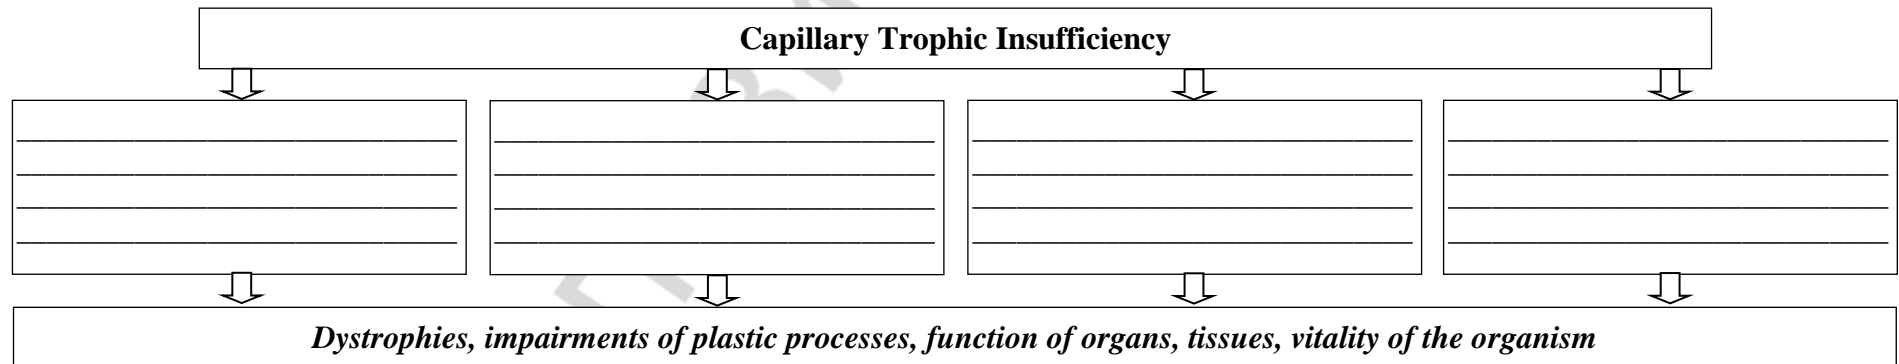 Capillary Trophic Insufficiency
Dystrophies, impairments of plastic processes, function of organs, tissues, vitality of the organism